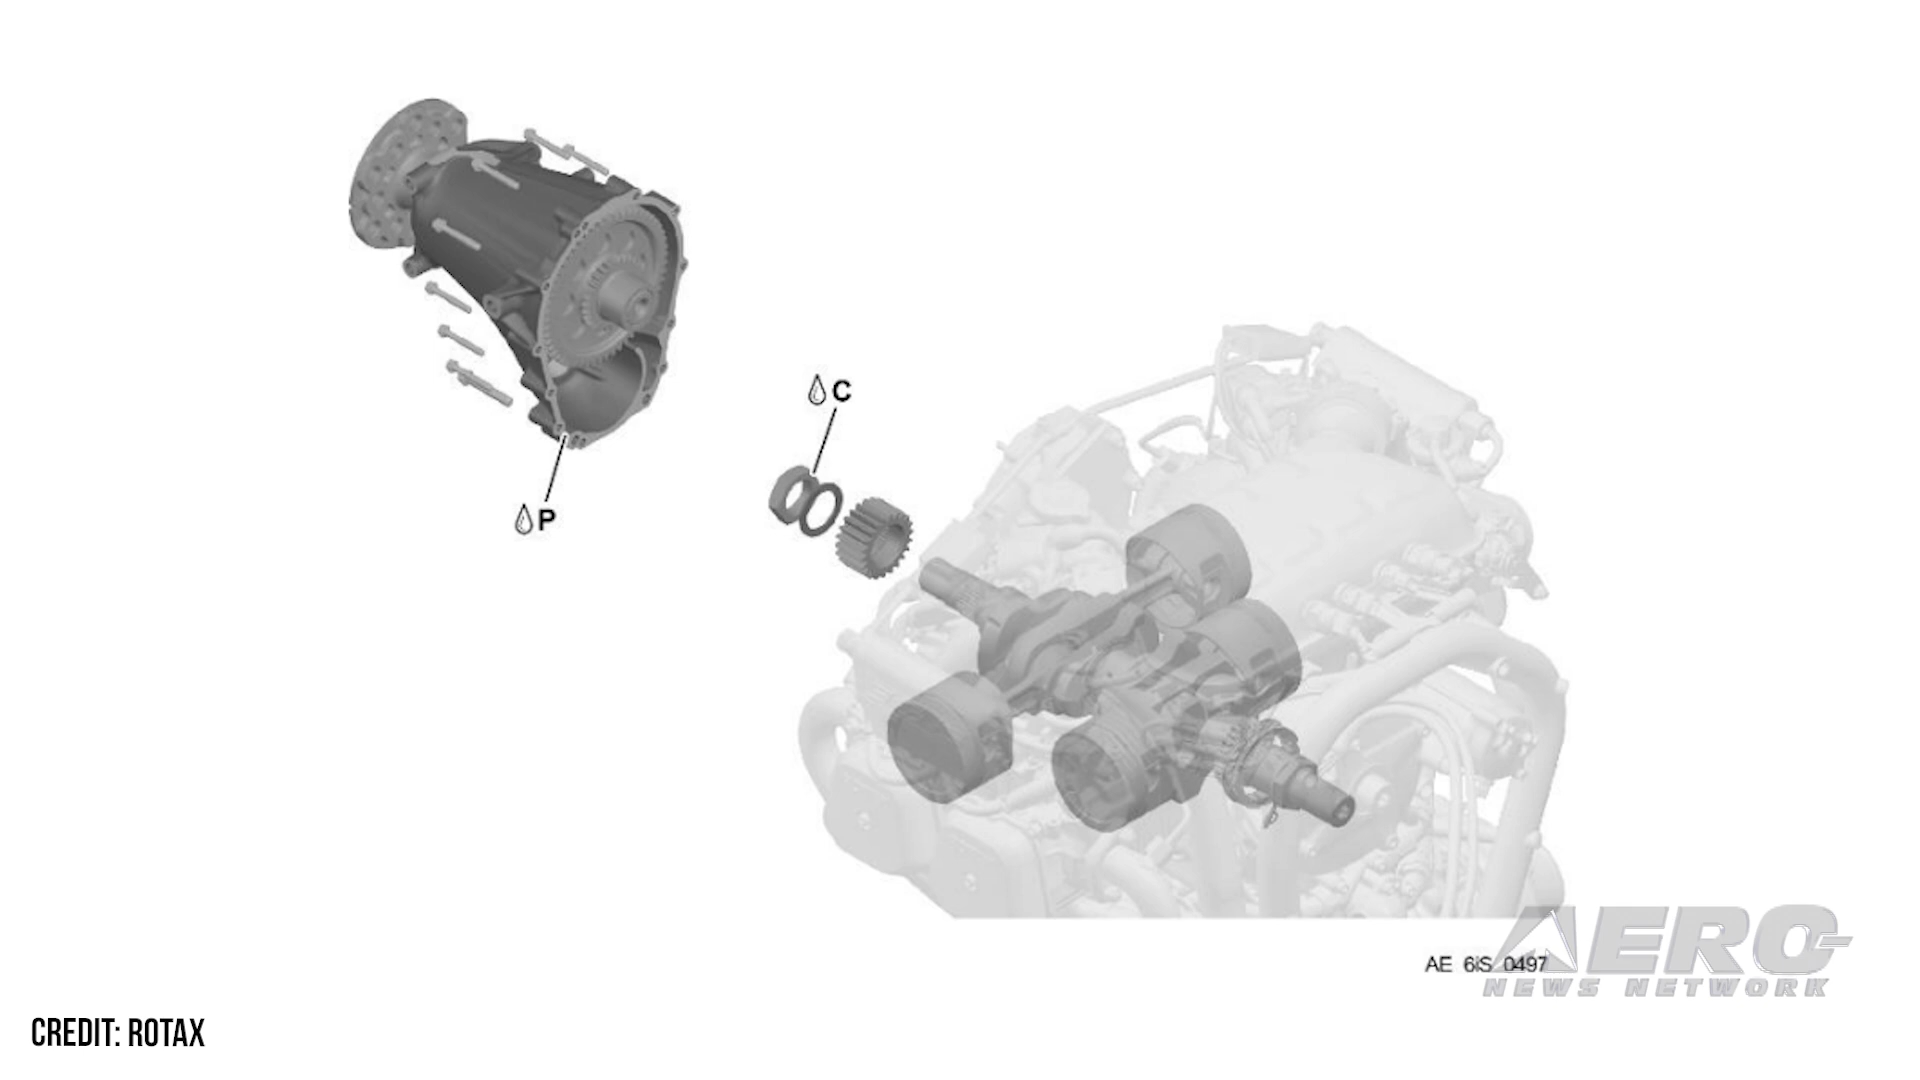 C
P
AE 6iS 0497
AERO-
NEWS NETWORK
CREDIT: ROTAX